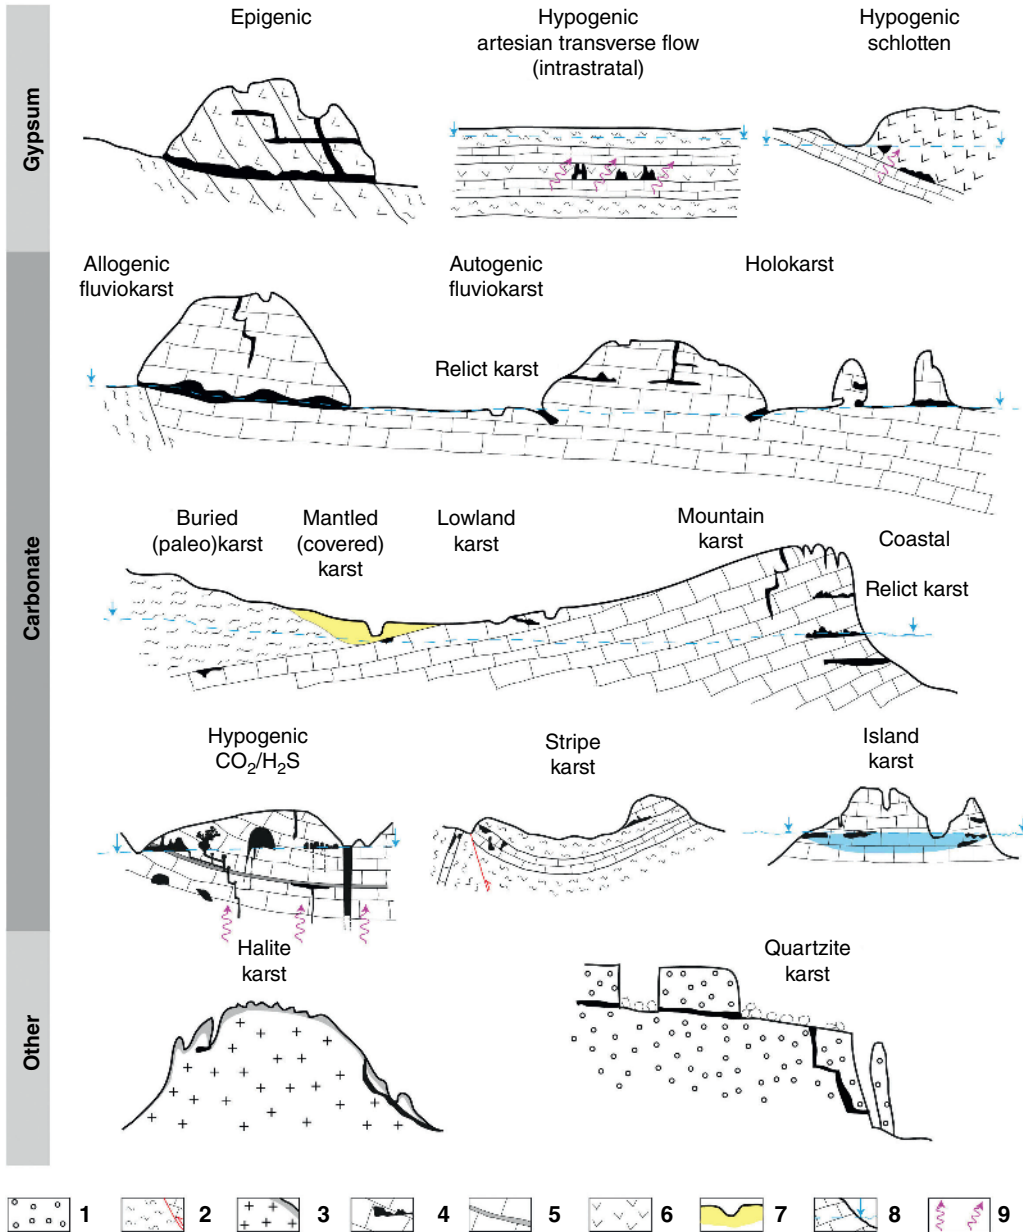 Gypsum
Epigenic
Hypogenic
artesian transverse flow
(intrastratal)
Hypogenic
schlotten
Carbonate
Allogenic
fluviokarst
Autogenic
fluviokarst
Holokarst
Relict karst
Buried
(paleo)karst
Mantled
(covered)
karst
Lowland
karst
Mountain
karst
Coastal
Relict karst
Hypogenic
CO2/H2S
Stripe
karst
Island
karst
Other
Halite
karst
Quartzite
karst
1 2 3 4 5 6 7 8 9